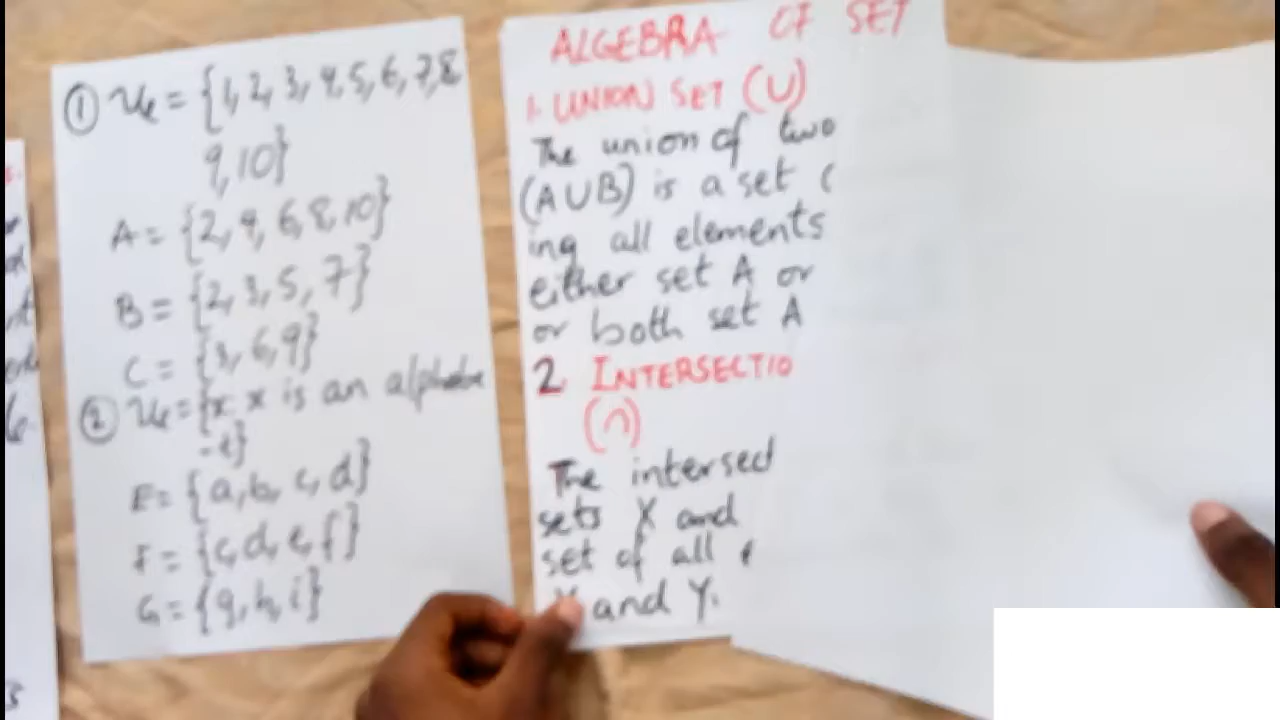 ① 𝒰 = {1, 2, 3, 4, 5, 6, 7, 8
9, 10}
A = {2, 4, 6, 8, 10}
B = {2, 3, 5, 7}
C = {3, 6, 9}
② 𝒰 = {x: x is an alphabe
-t}
E = {a, b, c, d}
F = {c, d, e, f}
G = {g, h, i}
ALGEBRA OF SET
1. UNION SET (∪)
The union of two
(A∪B) is a set
ing all elements
either set A or
or both set A
2 INTERSECTIO
(∩)
The intersect
sets X and
set of all
and Y.